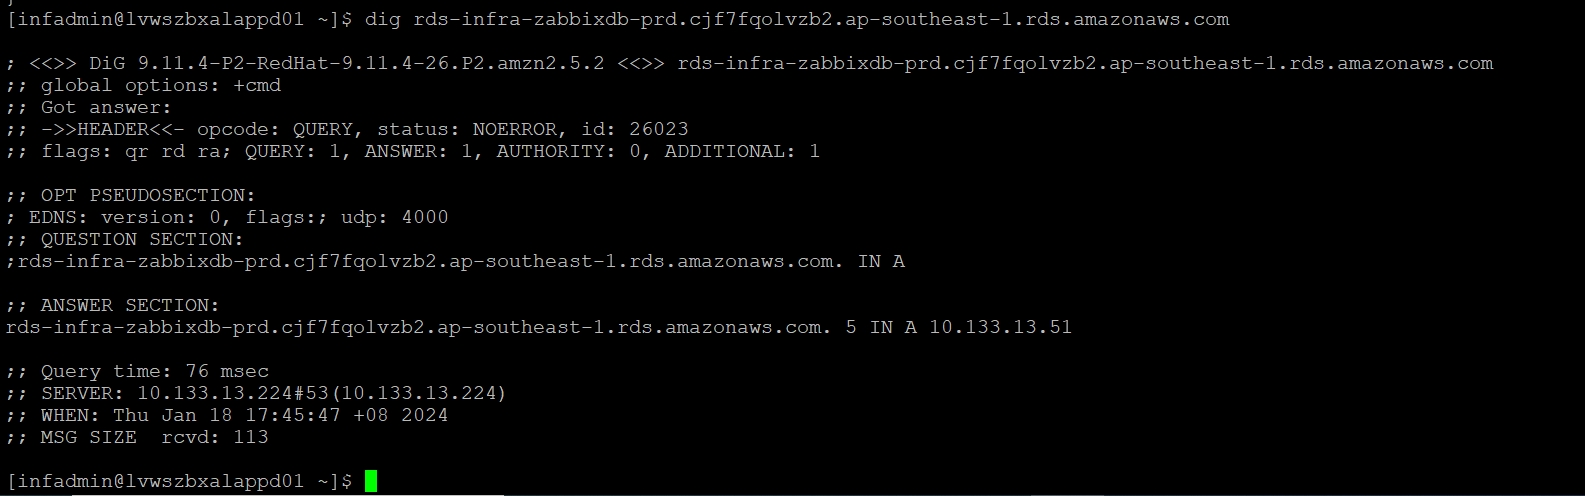 [infadmin@lvwszbxalappd01 ~]$ dig rds-infra-zabbixdb-prd.cjf7fqolvzb2.ap-southeast-1.rds.amazonaws.com
; <<>> DiG 9.11.4-P2-RedHat-9.11.4-26.P2.amzn2.5.2 <<>> rds-infra-zabbixdb-prd.cjf7fqolvzb2.ap-southeast-1.rds.amazonaws.com
;; global options: +cmd
;; Got answer:
;; ->>HEADER<<- opcode: QUERY, status: NOERROR, id: 26023
;; flags: qr rd ra; QUERY: 1, ANSWER: 1, AUTHORITY: 0, ADDITIONAL: 1
;; OPT PSEUDOSECTION:
; EDNS: version: 0, flags:; udp: 4000
;; QUESTION SECTION:
;rds-infra-zabbixdb-prd.cjf7fqolvzb2.ap-southeast-1.rds.amazonaws.com. IN A
;; ANSWER SECTION:
rds-infra-zabbixdb-prd.cjf7fqolvzb2.ap-southeast-1.rds.amazonaws.com. 5 IN A 10.133.13.51
;; Query time: 76 msec
;; SERVER: 10.133.13.224#53(10.133.13.224)
;; WHEN: Thu Jan 18 17:45:47 +08 2024
;; MSG SIZE  rcvd: 113
[infadmin@lvwszbxalappd01 ~]$